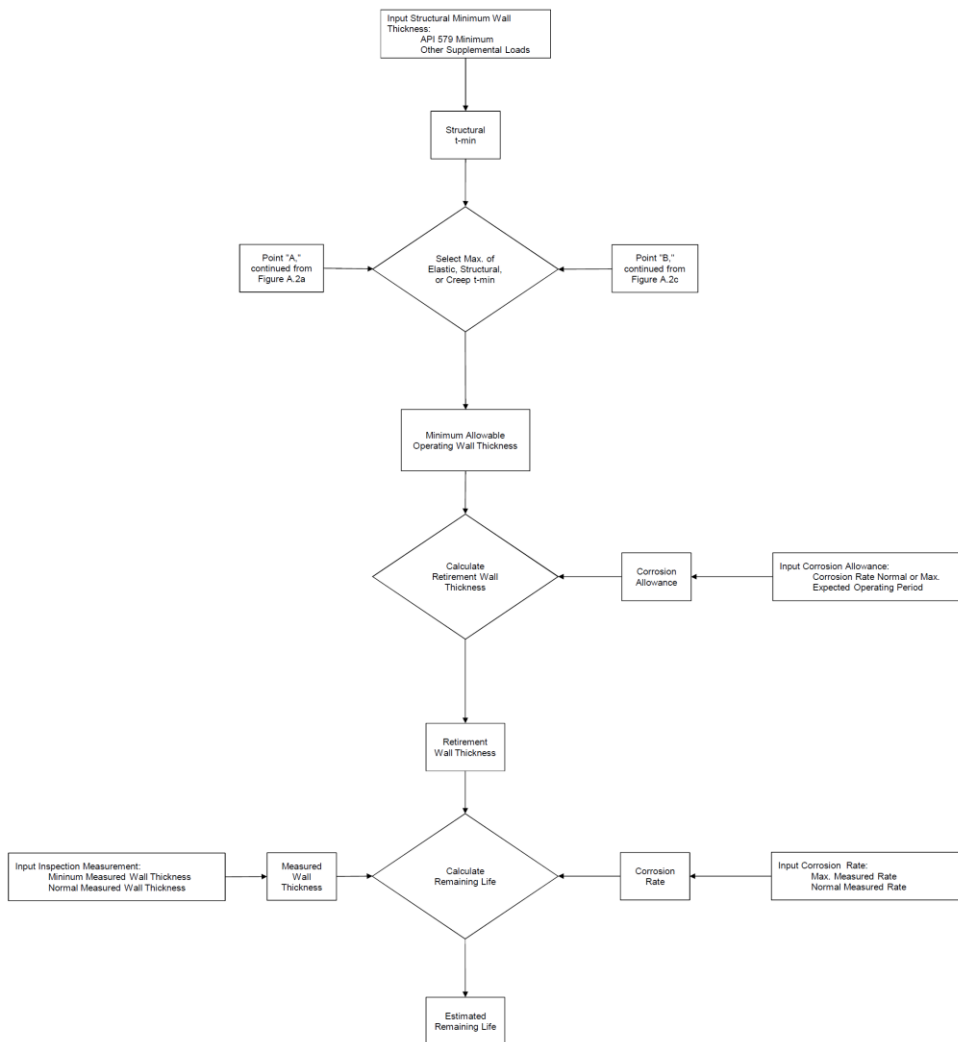 Input Structural Minimum Wall
Thickness:
API 579 Minimum
Other Supplemental Loads
Structural
t-min
Point "A,"
continued from
Figure A.2a
Select Max. of
Elastic, Structural,
or Creep t-min
Point "B,"
continued from
Figure A.2c
Minimum Allowable
Operating Wall Thickness
Calculate
Retirement Wall
Thickness
Corrosion
Allowance
Input Corrosion Allowance:
Corrosion Rate Normal or Max.
Expected Operating Period
Retirement
Wall Thickness
Input Inspection Measurement:
Mininum Measured Wall Thickness
Normal Measured Wall Thickness
Measured
Wall
Thickness
Calculate
Remaining Life
Corrosion
Rate
Input Corrosion Rate:
Max. Measured Rate
Normal Measured Rate
Estimated
Remaining Life